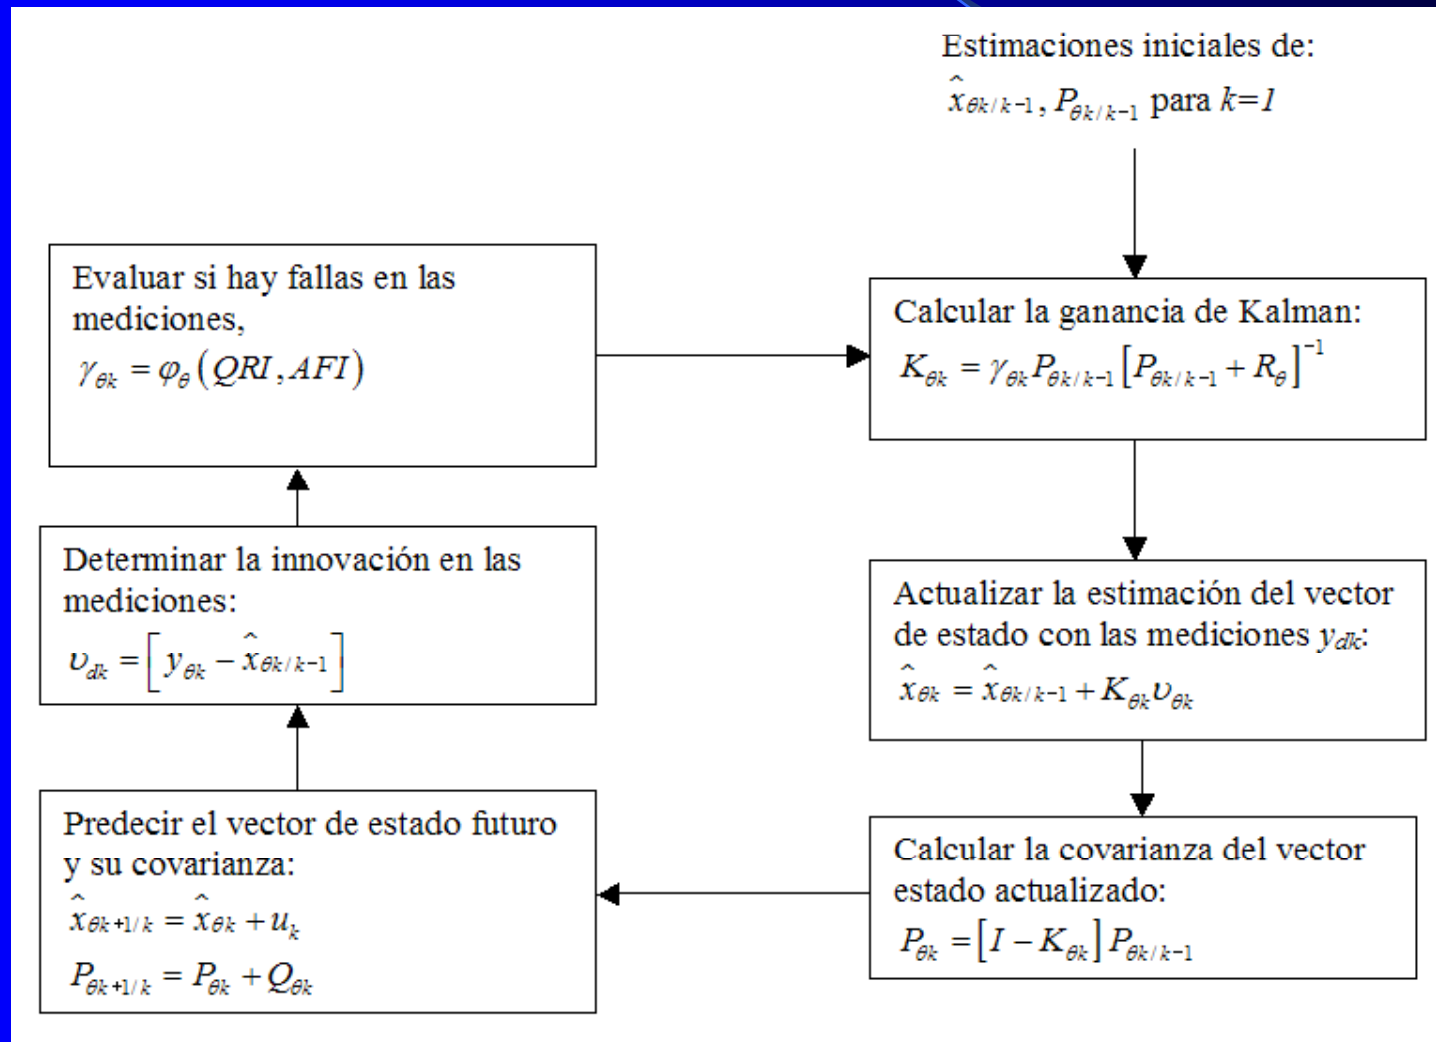 Estimaciones iniciales de:
x̂θk/k−1, Pθk/k−1 para k=1
Evaluar si hay fallas en las
mediciones,
γθk = φθ(QRI, AFI)
Calcular la ganancia de Kalman:
Kθk = γθk Pθk/k−1 [Pθk/k−1 + Rθ]⁻¹
Determinar la innovación en las
mediciones:
υdk = [yθk − x̂θk/k−1]
Actualizar la estimación del vector
de estado con las mediciones ydk:
x̂θk = x̂θk/k−1 + Kθk υθk
Predecir el vector de estado futuro
y su covarianza:
x̂θk+1/k = x̂θk + uk
Pθk+1/k = Pθk + Qθk
Calcular la covarianza del vector
estado actualizado:
Pθk = [I − Kθk] Pθk/k−1